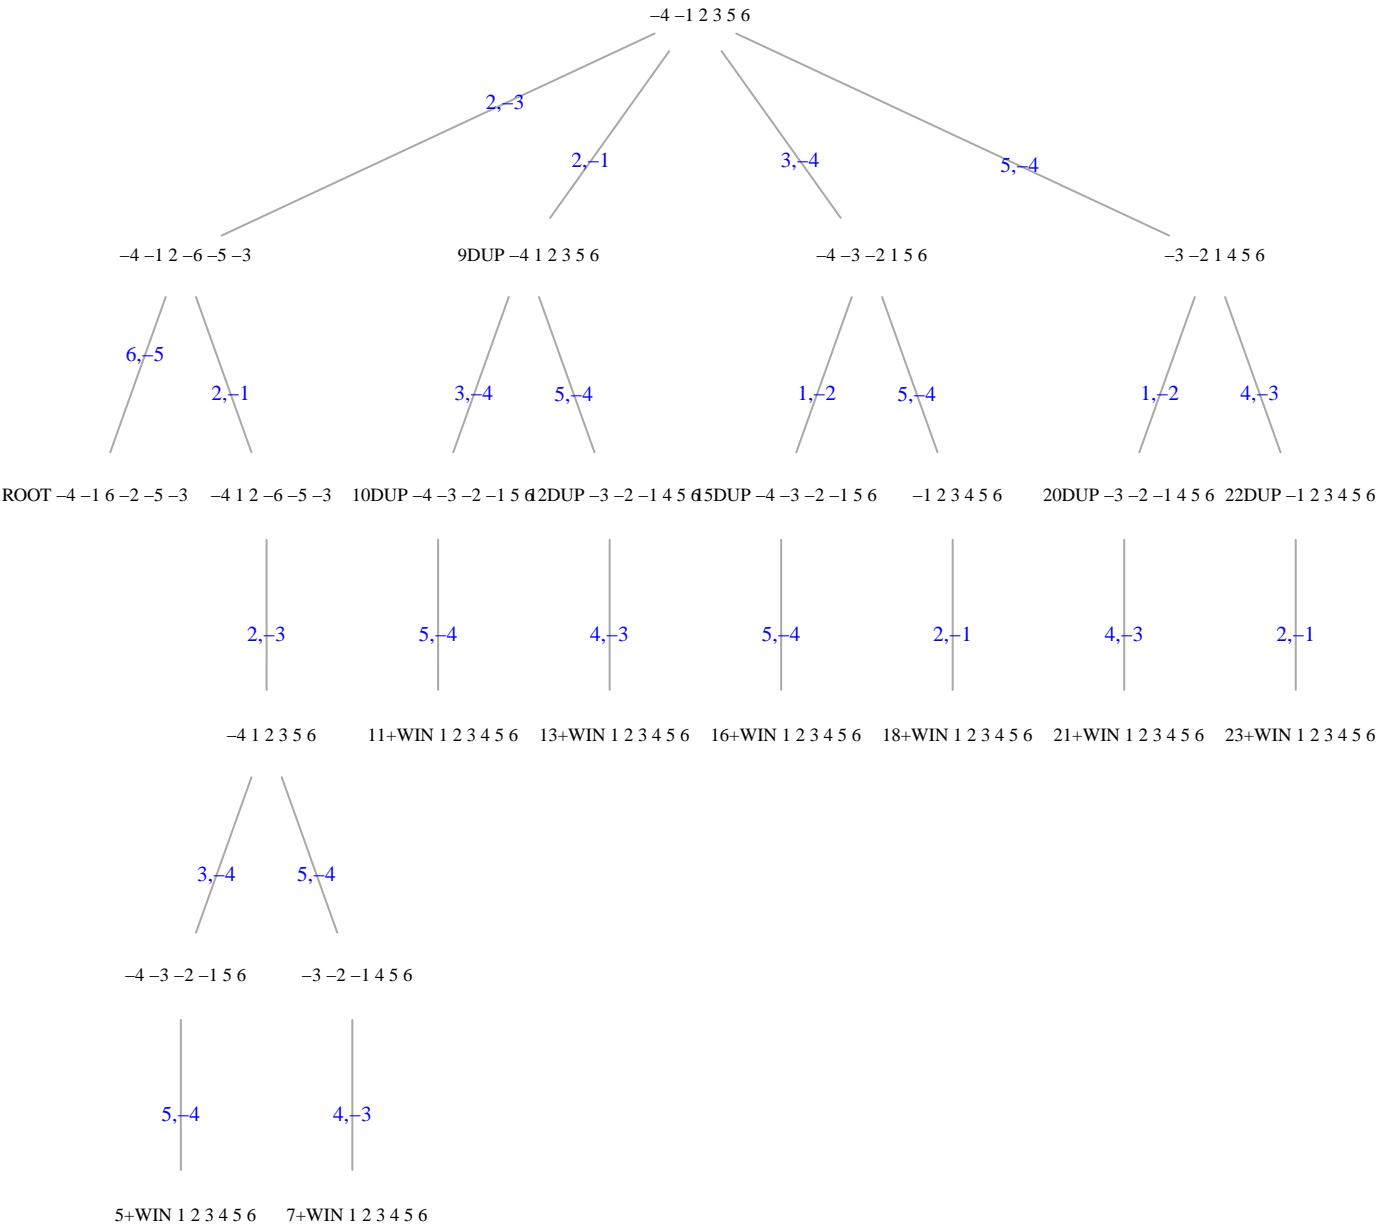 –4 –1 2 3 5 6
2,–3
2,–1
3,–4
5,–4
–4 –1 2 –6 –5 –3
9DUP –4 1 2 3 5 6
–4 –3 –2 1 5 6
–3 –2 1 4 5 6
6,–5
2,–1
3,–4
5,–4
1,–2
5,–4
1,–2
4,–3
ROOT –4 –1 6 –2 –5 –3
–4 1 2 –6 –5 –3
10DUP –4 –3 –2 –1 5 6
12DUP –3 –2 –1 4 5 6
15DUP –4 –3 –2 –1 5 6
–1 2 3 4 5 6
20DUP –3 –2 –1 4 5 6
22DUP –1 2 3 4 5 6
2,–3
5,–4
4,–3
5,–4
2,–1
4,–3
2,–1
–4 1 2 3 5 6
11+WIN 1 2 3 4 5 6
13+WIN 1 2 3 4 5 6
16+WIN 1 2 3 4 5 6
18+WIN 1 2 3 4 5 6
21+WIN 1 2 3 4 5 6
23+WIN 1 2 3 4 5 6
3,–4
5,–4
–4 –3 –2 –1 5 6
–3 –2 –1 4 5 6
5,–4
4,–3
5+WIN 1 2 3 4 5 6
7+WIN 1 2 3 4 5 6